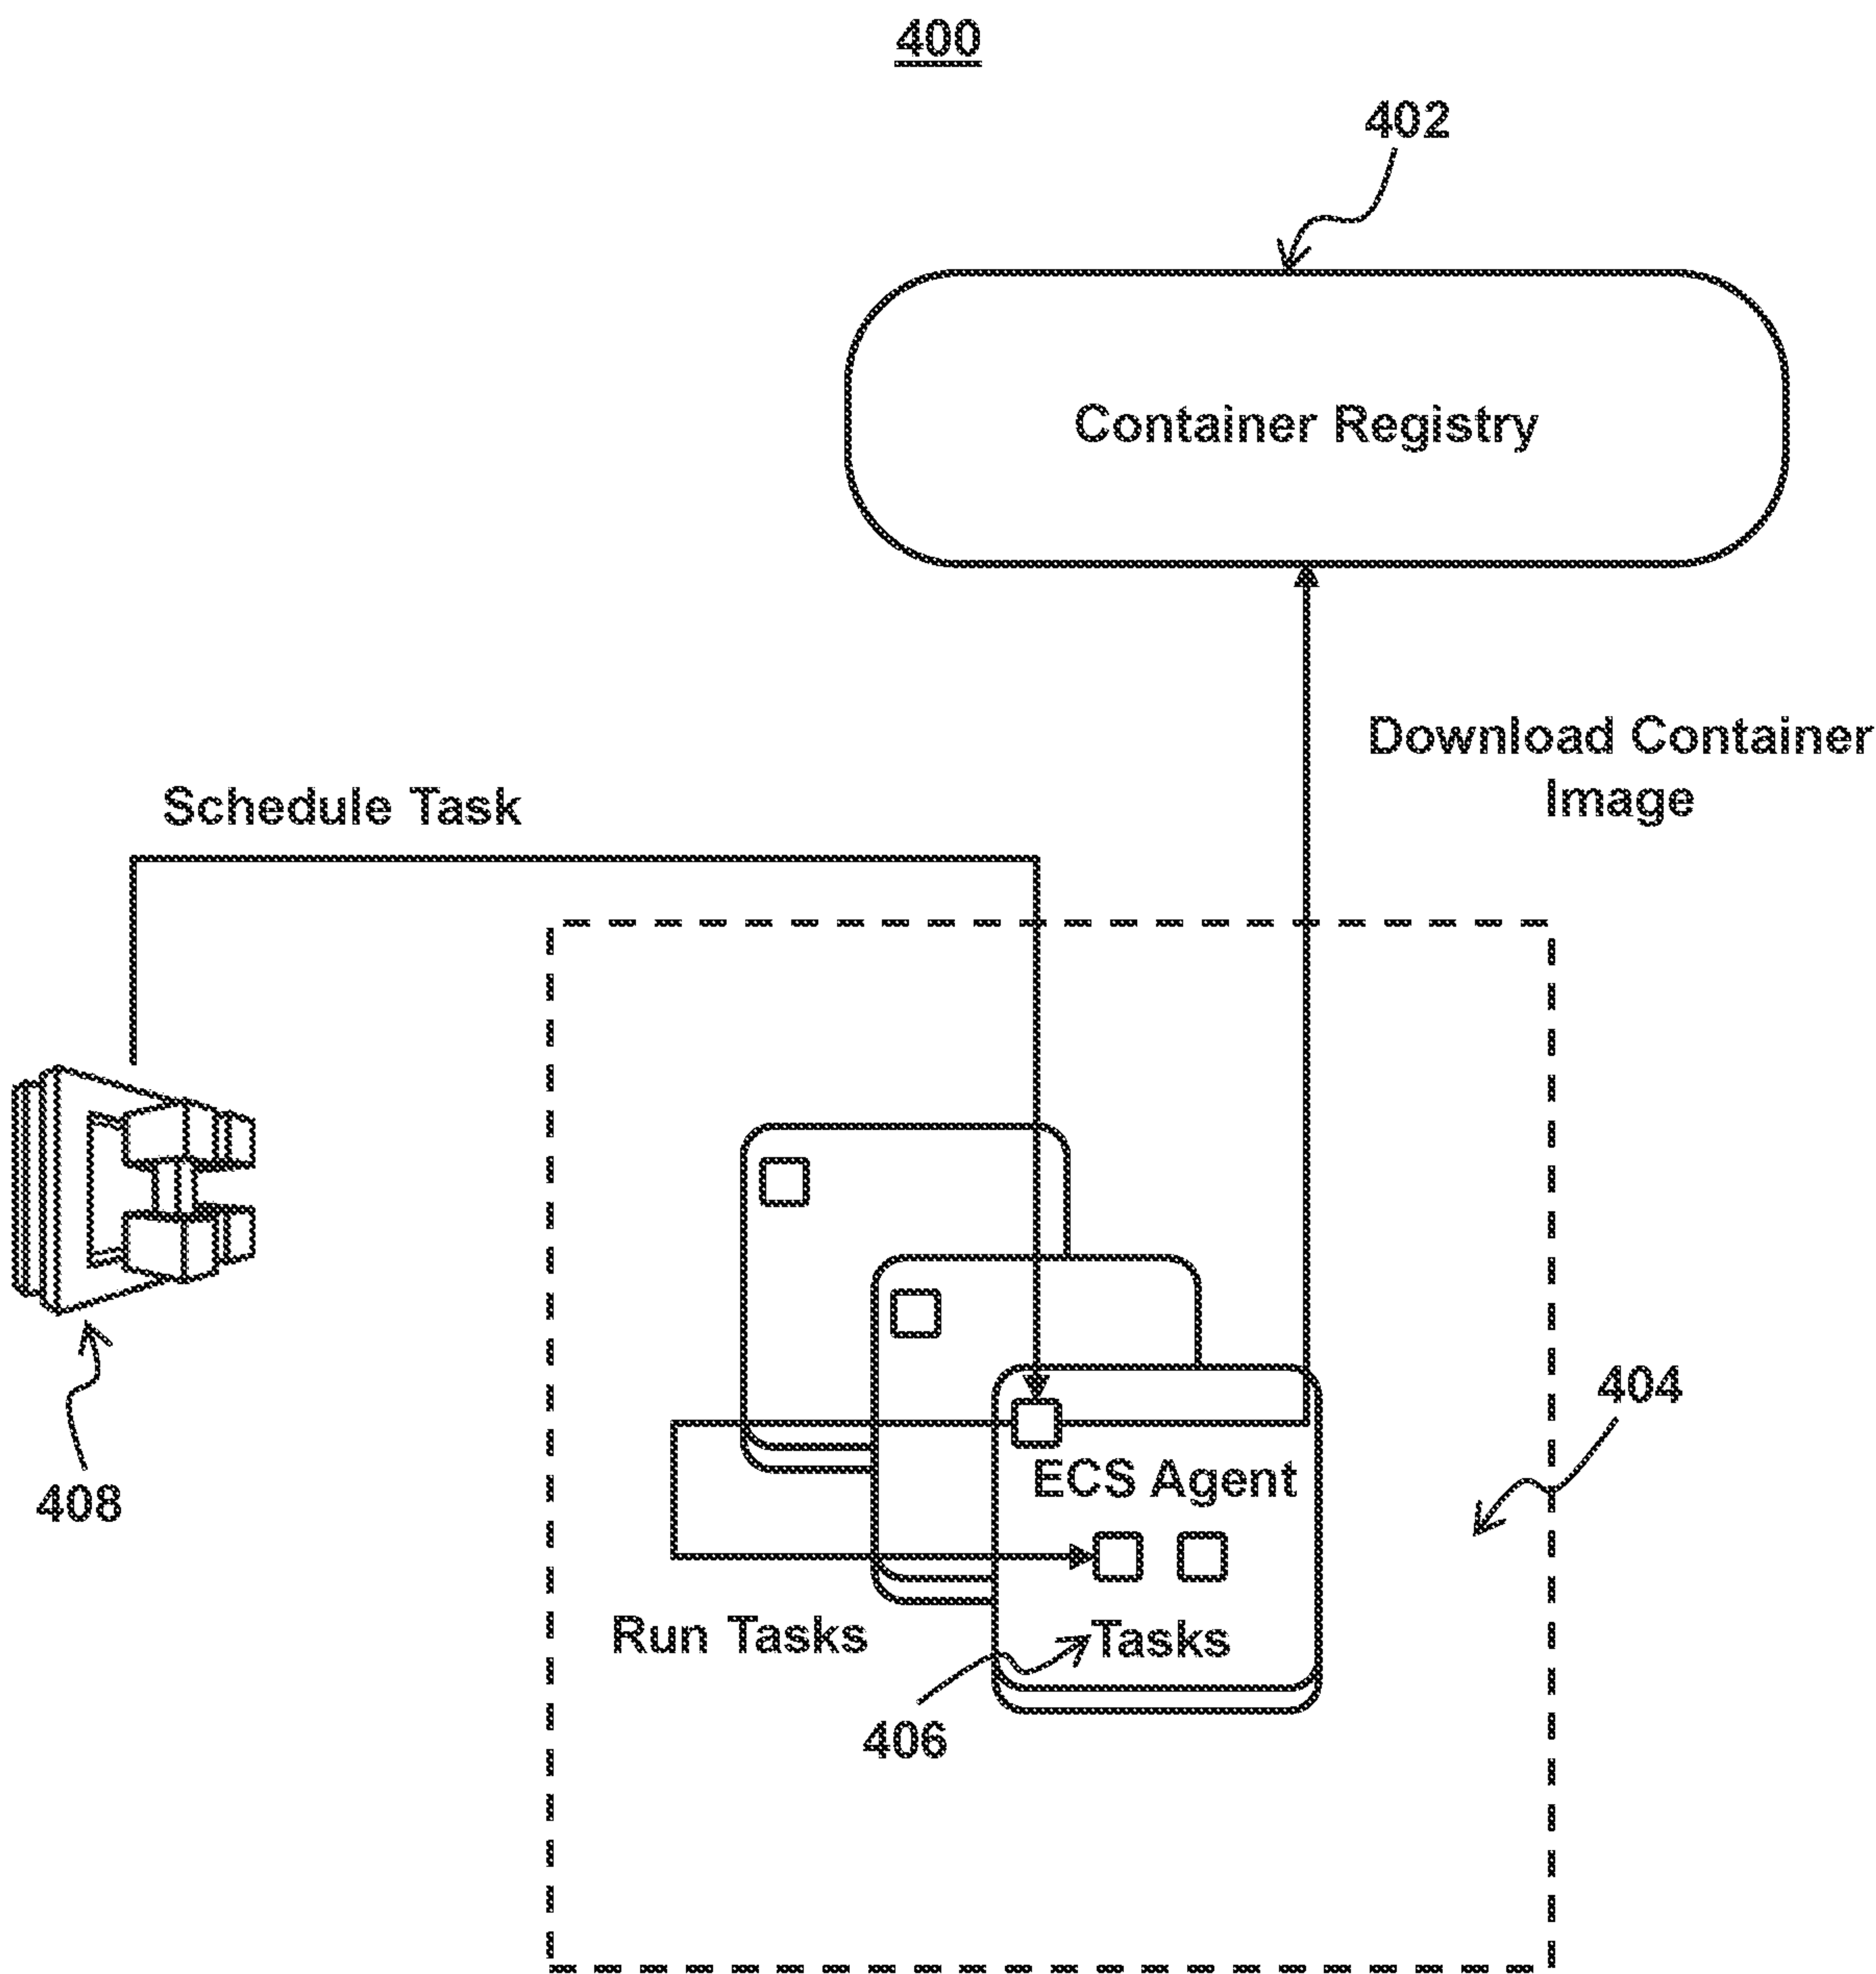 400
402
Container Registry
Download Container
Image
Schedule Task
404
ECS Agent
408
Run Tasks
Tasks
406